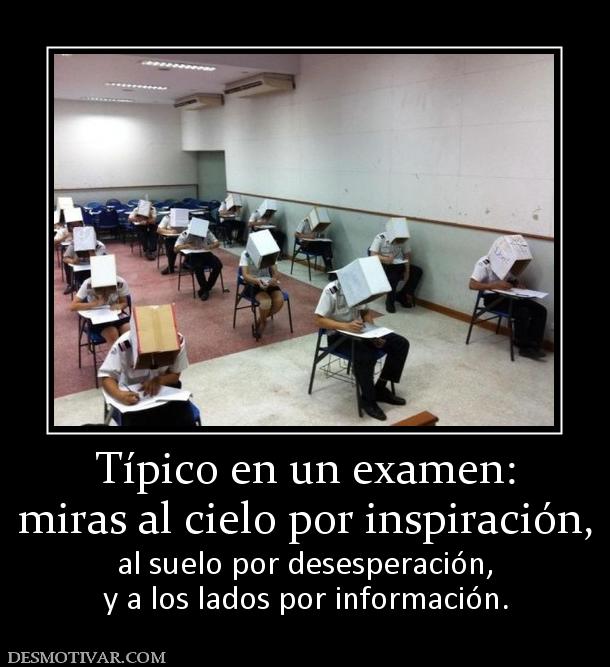 Típico en un examen:
miras al cielo por inspiración,
al suelo por desesperación,
y a los lados por información.
DESMOTIVAR.COM